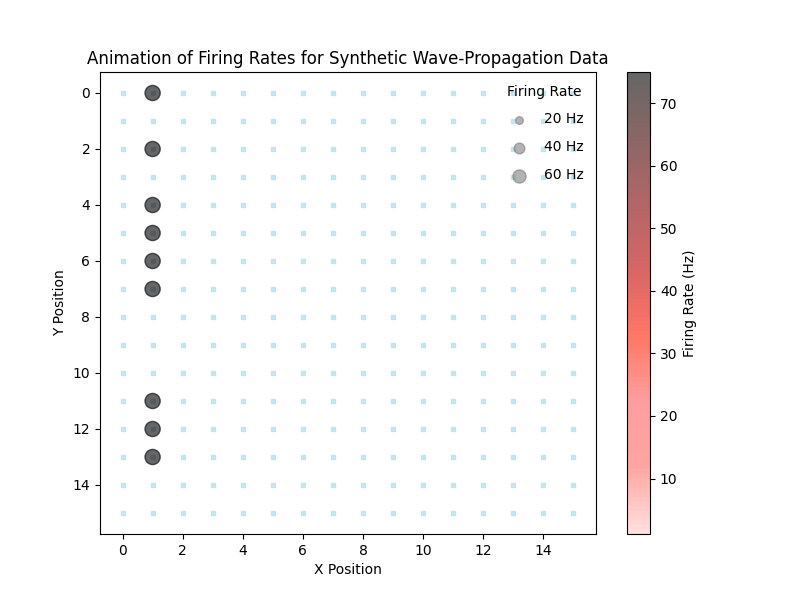 Animation of Firing Rates for Synthetic Wave-Propagation Data
Firing Rate
20 Hz
40 Hz
60 Hz
0
2
4
6
8
10
12
14
Y Position
0 2 4 6 8 10 12 14
X Position
70
60
50
40
30
20
10
Firing Rate (Hz)